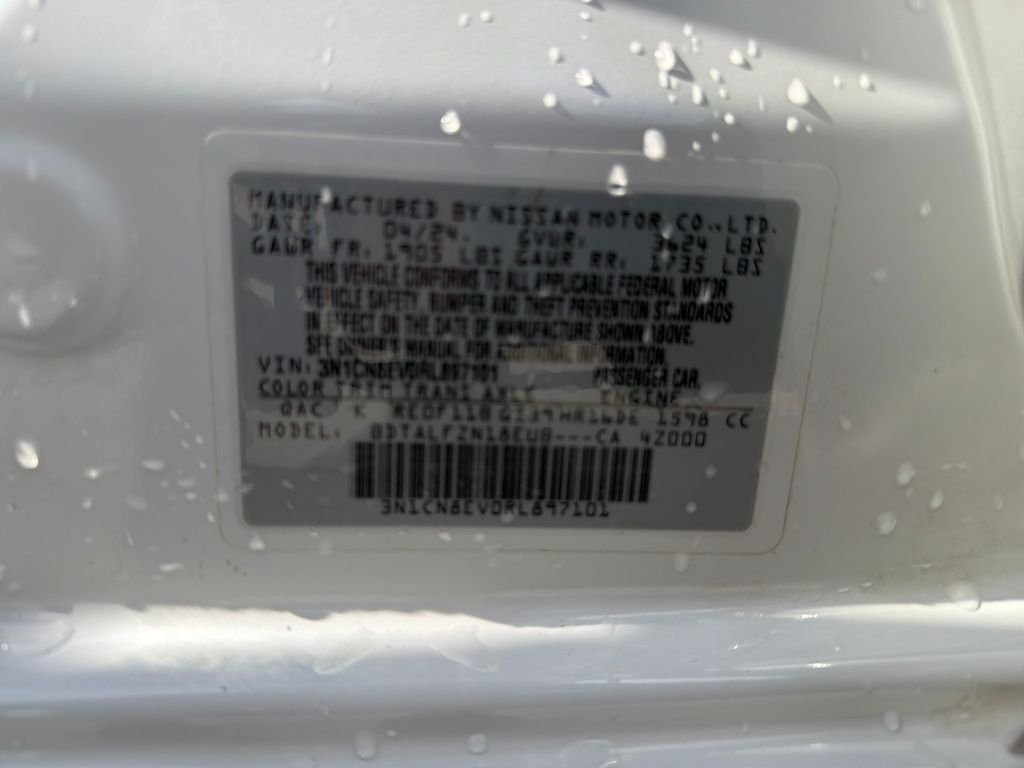 MANUFACTURED BY NISSAN MOTOR CO.,LTD.
DATE: 04/24. GVWR: 3624 LBS
GAWR FR: 1905 LBS GAWR RR: 1735 LBS
THIS VEHICLE CONFORMS TO ALL APPLICABLE FEDERAL MOTOR
VEHICLE SAFETY, BUMPER AND THEFT PREVENTION STANDARDS
IN EFFECT ON THE DATE OF MANUFACTURE SHOWN ABOVE.
SEE OWNER'S MANUAL FOR ADDITIONAL INFORMATION.
VIN: 3N1CN8EV0RL897101 PASSENGER CAR.
COLOR TRIM TRANS AXLE ENGINE
QAC K RE0F11B HR16DE 1598 CC
MODEL: BDTALFZN18EUB---CA 4Z000
3N1CN8EV0RL897101